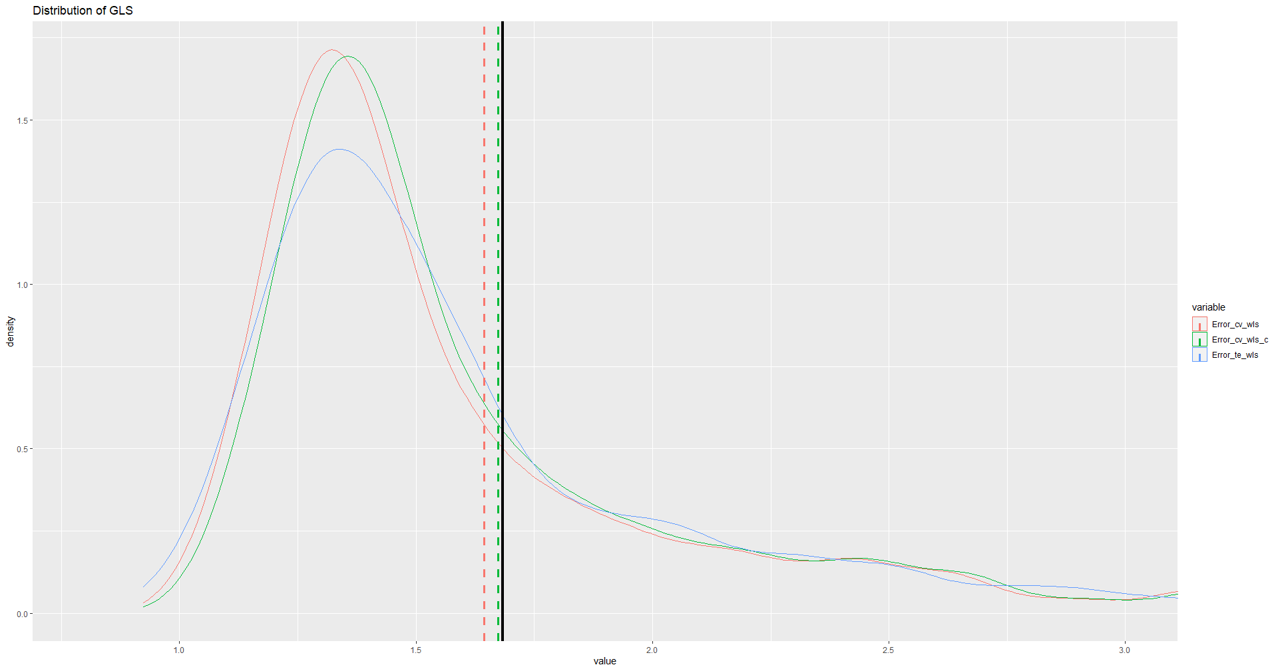 Distribution of GLS
density
1.5
1.0
0.5
0.0
1.0
1.5
2.0
2.5
3.0
value
variable
Error_cv_wls
Error_cv_wls_c
Error_te_wls